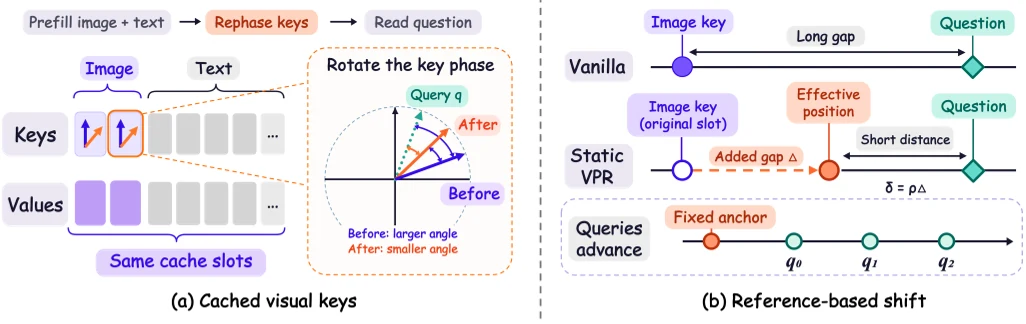 Prefill image + text
Rephase keys
Read question
Image
Text
Keys
...
Values
...
Same cache slots
Rotate the key phase
Query q
After
Before
Before: larger angle
After: smaller angle
(a) Cached visual keys
Image key
Question
Long gap
Vanilla
Image key
(original slot)
Effective
position
Question
Static
VPR
Added gap △
Short distance
δ = ρ△
Queries
advance
Fixed anchor
q₀
q₁
q₂
(b) Reference-based shift